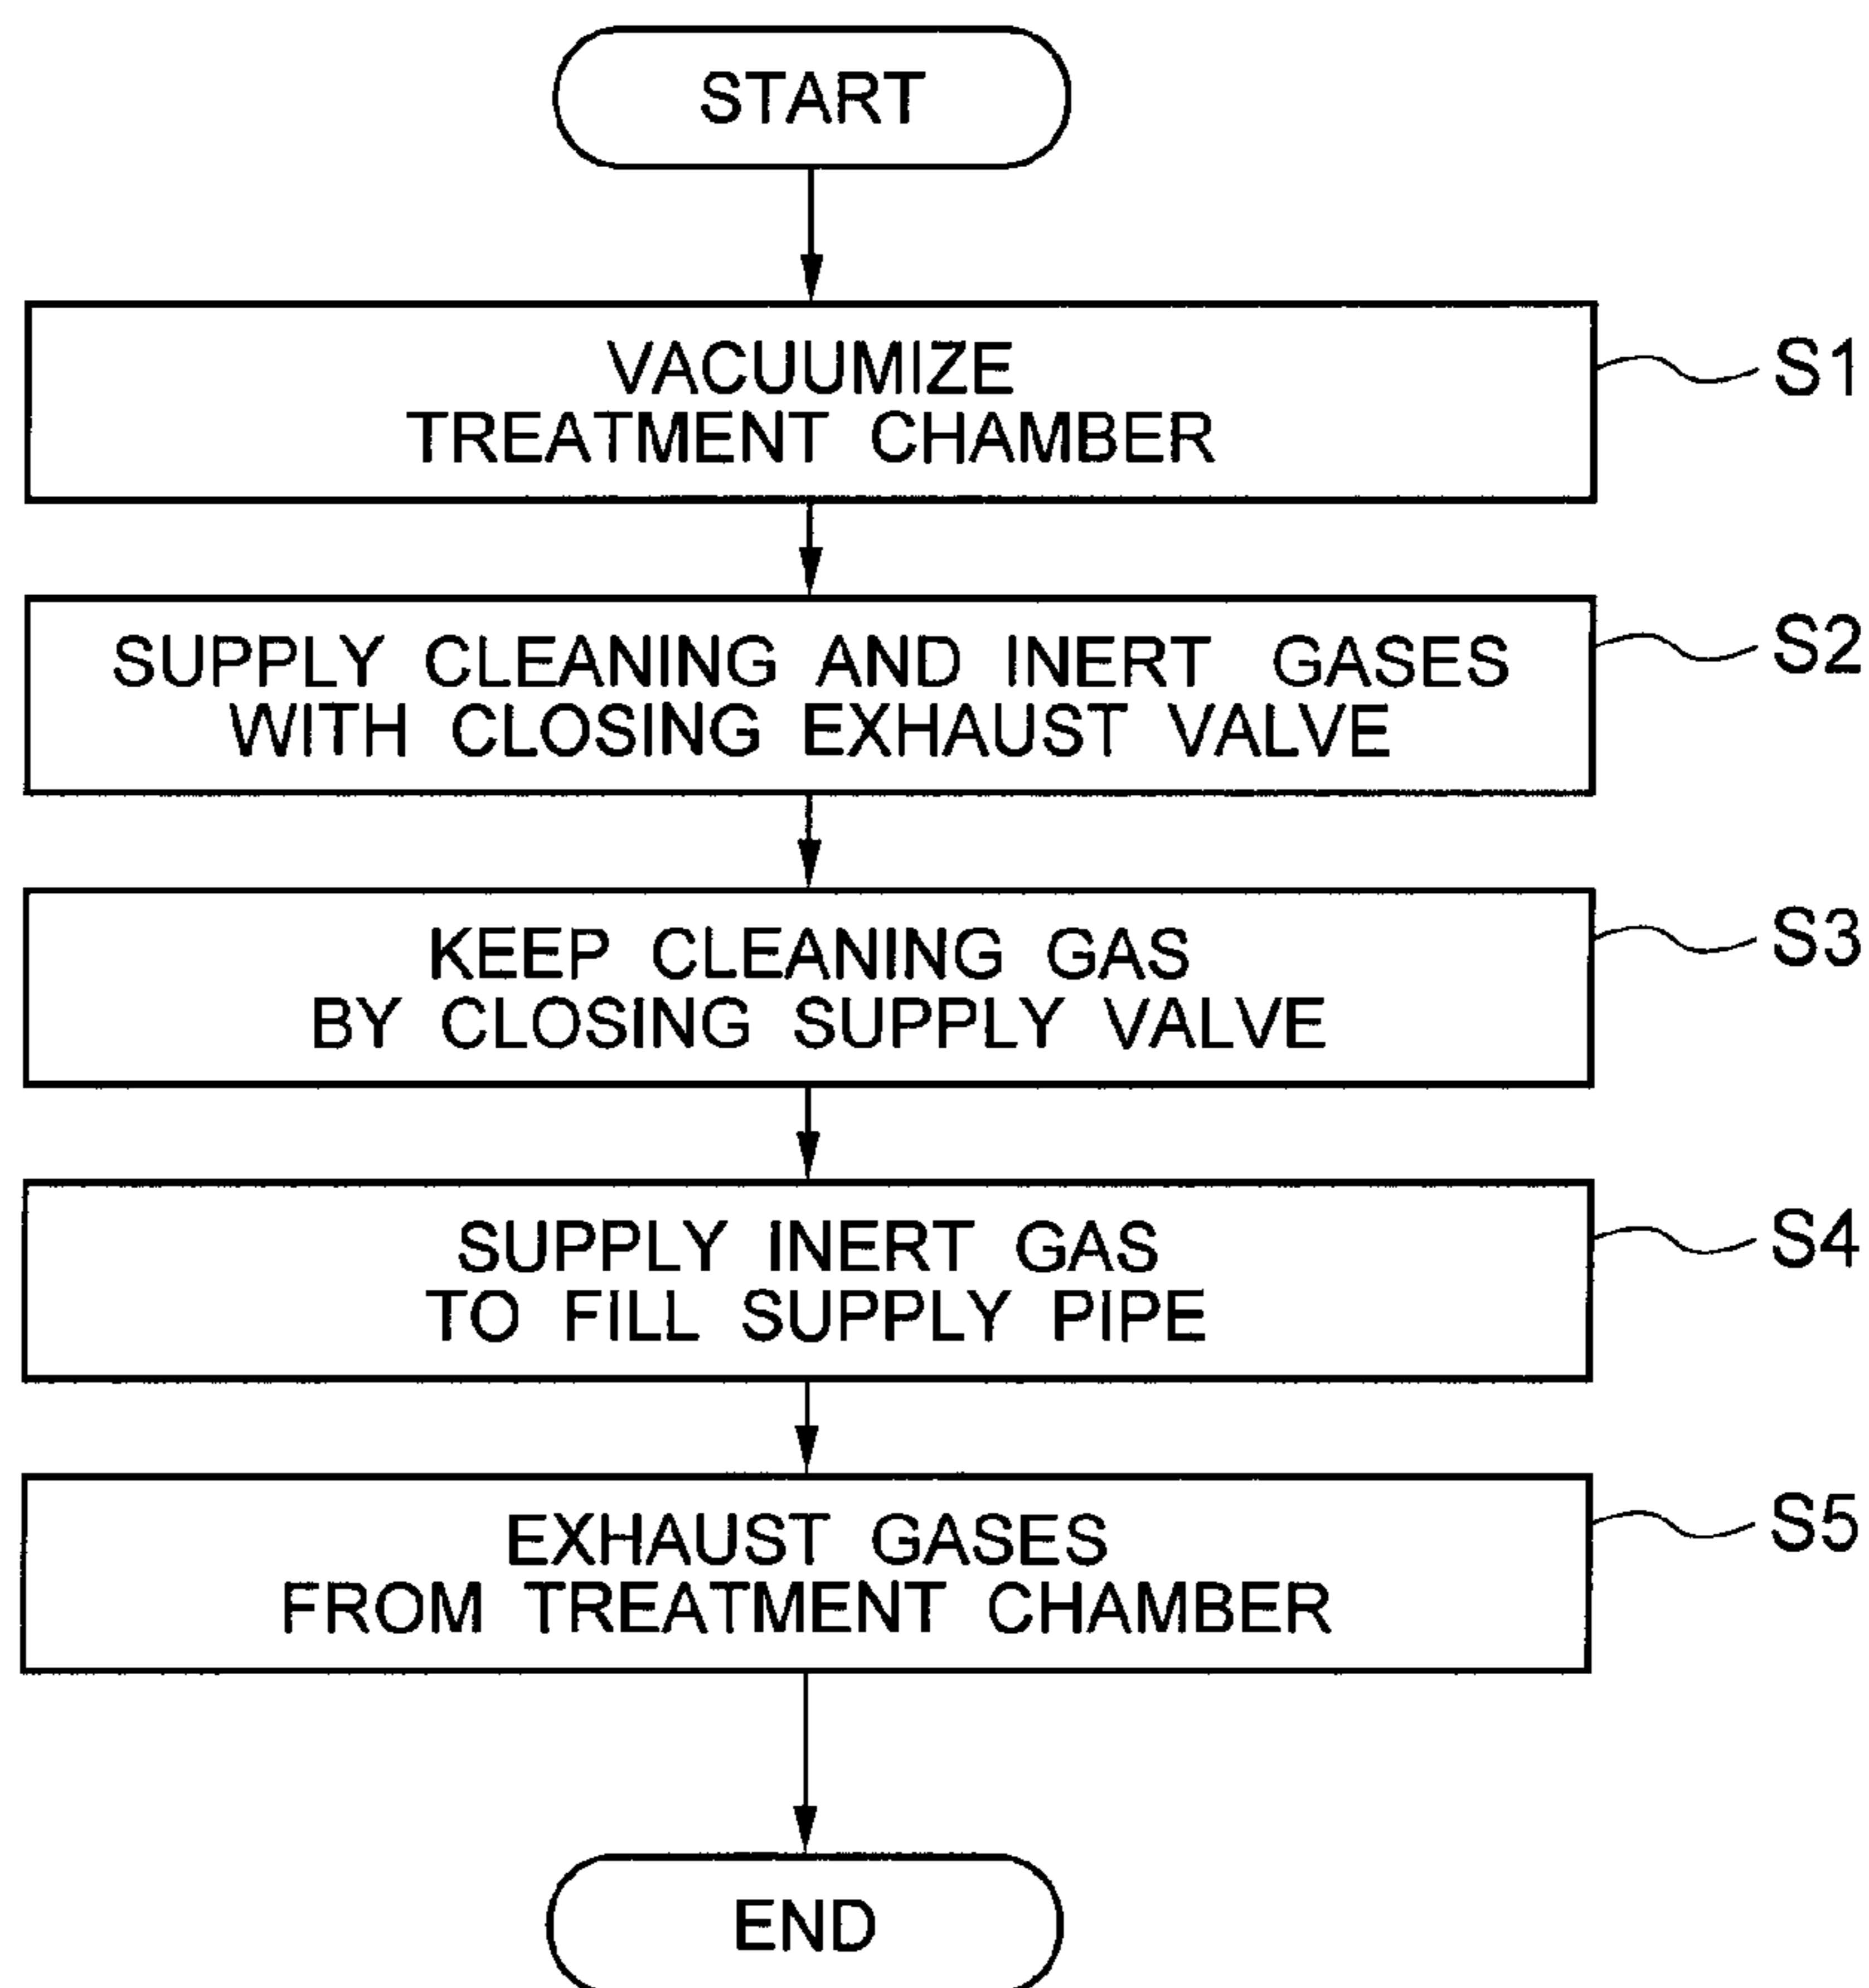 START
VACUUMIZE
TREATMENT CHAMBER
S1
SUPPLY CLEANING AND INERT GASES
WITH CLOSING EXHAUST VALVE
S2
KEEP CLEANING GAS
BY CLOSING SUPPLY VALVE
S3
SUPPLY INERT GAS
TO FILL SUPPLY PIPE
S4
EXHAUST GASES
FROM TREATMENT CHAMBER
S5
END